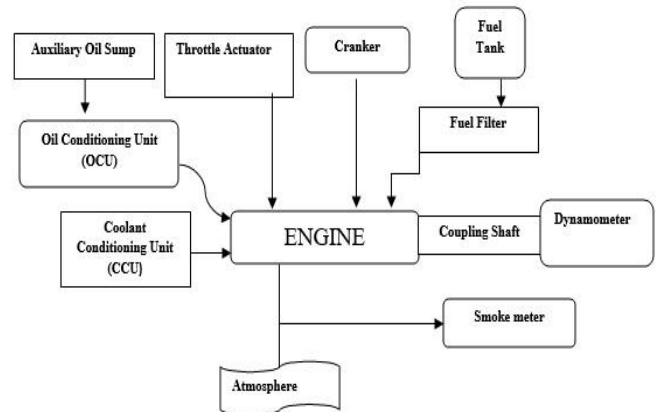 Auxiliary Oil Sump
Throttle Actuator
Cranker
Fuel
Tank
Oil Conditioning Unit
(OCU)
Fuel Filter
Coolant
Conditioning Unit
(CCU)
ENGINE
Coupling Shaft
Dynamometer
Smoke meter
Atmosphere